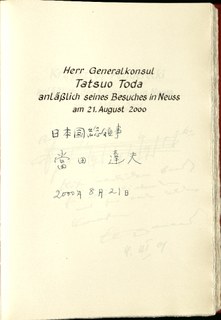 Herr Generalkonsul
Tatsuo Toda
anläßlich seines Besuches in Neuss
am 21. August 2000
日本国総領事
當田 達夫
2000年8月21日